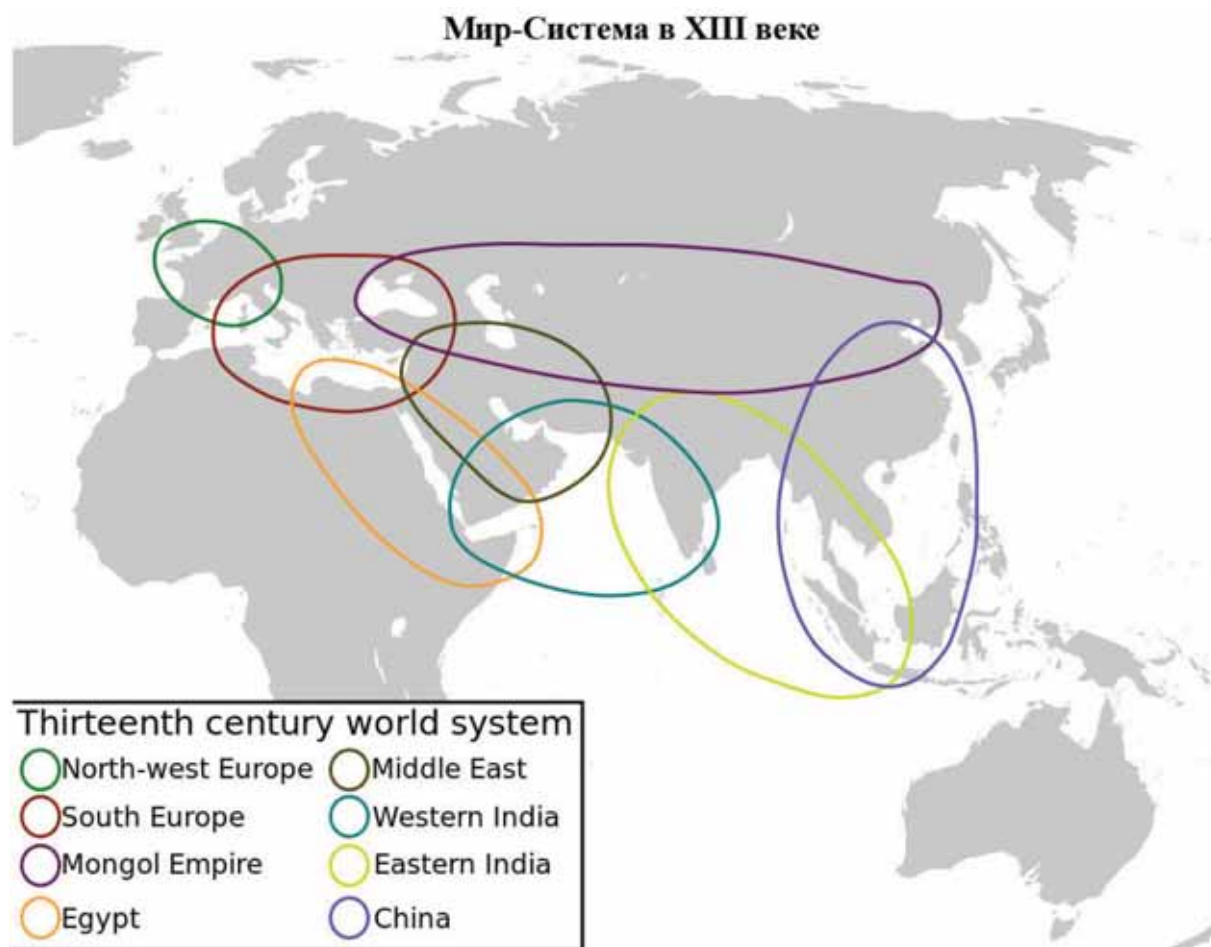 Мир-Система в XIII веке
Thirteenth century world system
North-west Europe
South Europe
Mongol Empire
Egypt
Middle East
Western India
Eastern India
China